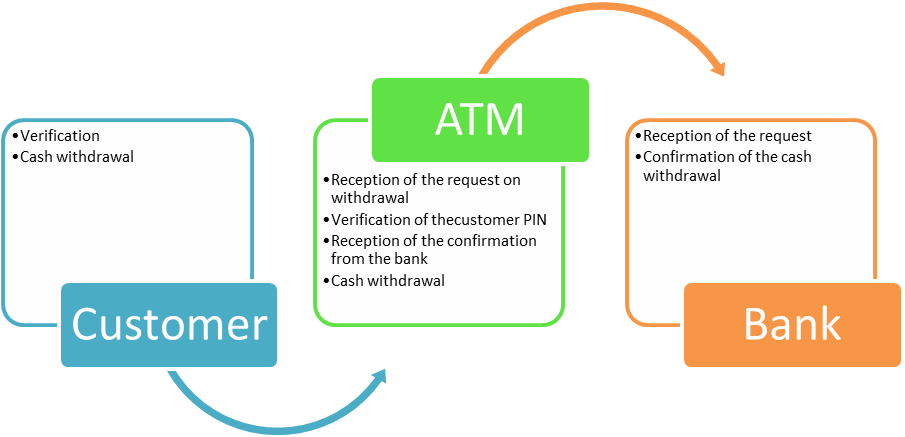 •Verification
•Cash withdrawal
Customer
ATM
•Reception of the request on
withdrawal
•Verification of thecustomer PIN
•Reception of the confirmation
from the bank
•Cash withdrawal
•Reception of the request
•Confirmation of the cash
withdrawal
Bank